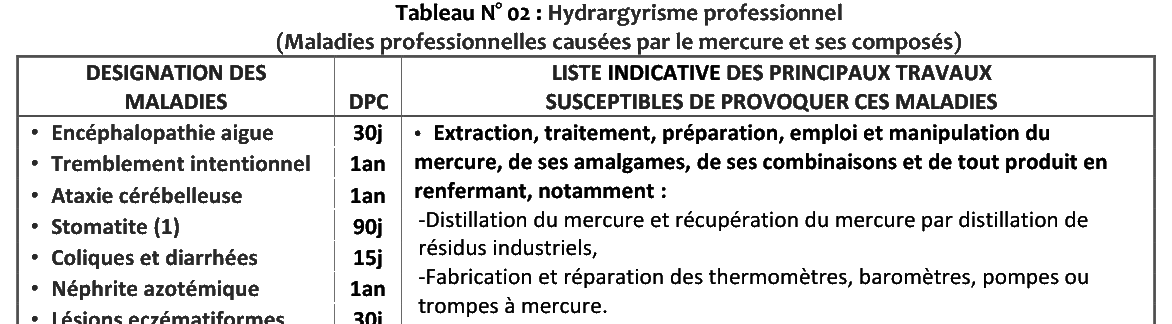 Tableau N° 02 : Hydrargyrisme professionnel
(Maladies professionnelles causées par le mercure et ses composés)
DESIGNATION DES
MALADIES
DPC
LISTE INDICATIVE DES PRINCIPAUX TRAVAUX
SUSCEPTIBLES DE PROVOQUER CES MALADIES
• Encéphalopathie aigue 30j
• Tremblement intentionnel 1an
• Ataxie cérébelleuse 1an
• Stomatite (1) 90j
• Coliques et diarrhées 15j
• Néphrite azotémique 1an
• Lésions eczématiformes 30j
• Extraction, traitement, préparation, emploi et manipulation du
mercure, de ses amalgames, de ses combinaisons et de tout produit en
renfermant, notamment :
-Distillation du mercure et récupération du mercure par distillation de
résidus industriels,
-Fabrication et réparation des thermomètres, baromètres, pompes ou
trompes à mercure.